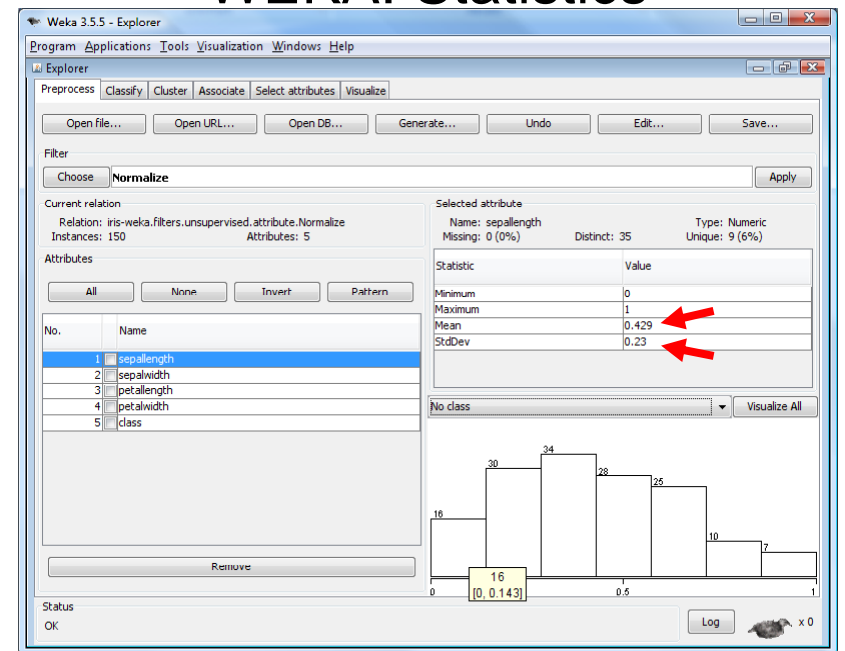 WEKA: Statistics
Weka 3.5.5 - Explorer
Program Applications Tools Visualization Windows Help
Explorer
Preprocess Classify Cluster Associate Select attributes Visualize
Open file... Open URL... Open DB... Generate... Undo Edit... Save...
Filter
Choose Normalize Apply
Current relation
Relation: iris-weka.filters.unsupervised.attribute.Normalize
Instances: 150 Attributes: 5
Attributes
All None Invert Pattern
No. Name
1 sepallength
2 sepalwidth
3 petallength
4 petalwidth
5 class
Remove
Selected attribute
Name: sepallength Type: Numeric
Missing: 0 (0%) Distinct: 35 Unique: 9 (6%)
Statistic Value
Minimum 0
Maximum 1
Mean 0.429
StdDev 0.23
No class Visualize All
16 30 34 28 25 10 7
16
[0, 0.143]
0 0.5 1
Status
OK Log x 0